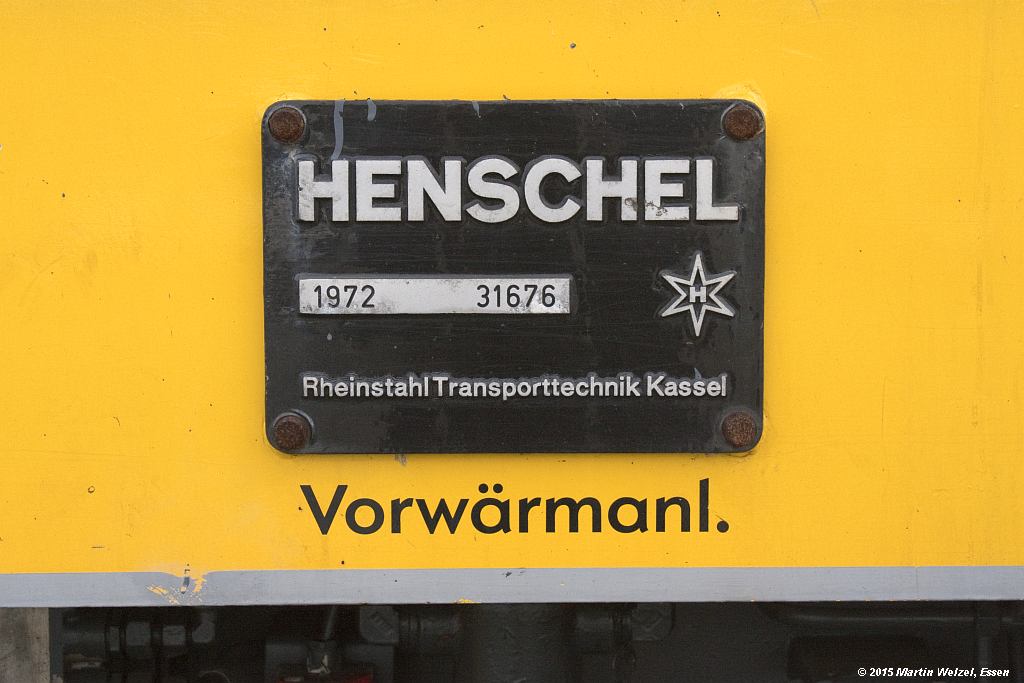 HENSCHEL
1972 31676
H
Rheinstahl Transporttechnik Kassel
Vorwärmanl.
© 2015 Martin Welzel, Essen